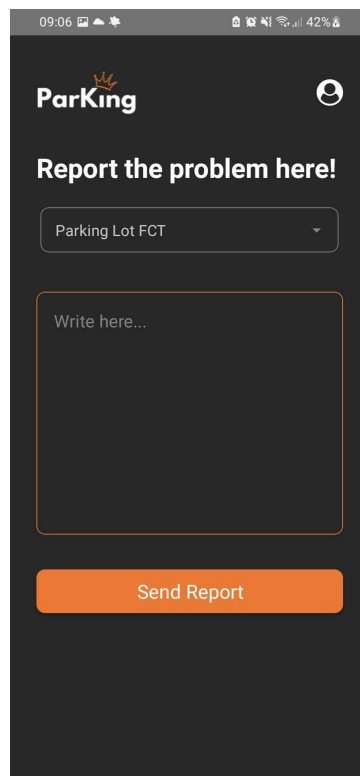 09:06 42%
ParKing
Report the problem here!
Parking Lot FCT
Write here...
Send Report